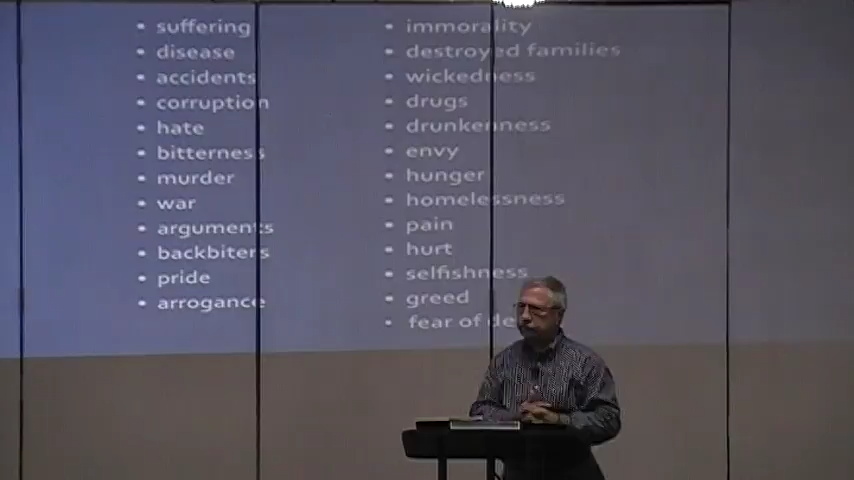 • suffering
• disease
• accidents
• corruption
• hate
• bitterness
• murder
• war
• arguments
• backbiters
• pride
• arrogance
• immorality
• destroyed families
• wickedness
• drugs
• drunkenness
• envy
• hunger
• homelessness
• pain
• hurt
• selfishness
• greed
• fear of